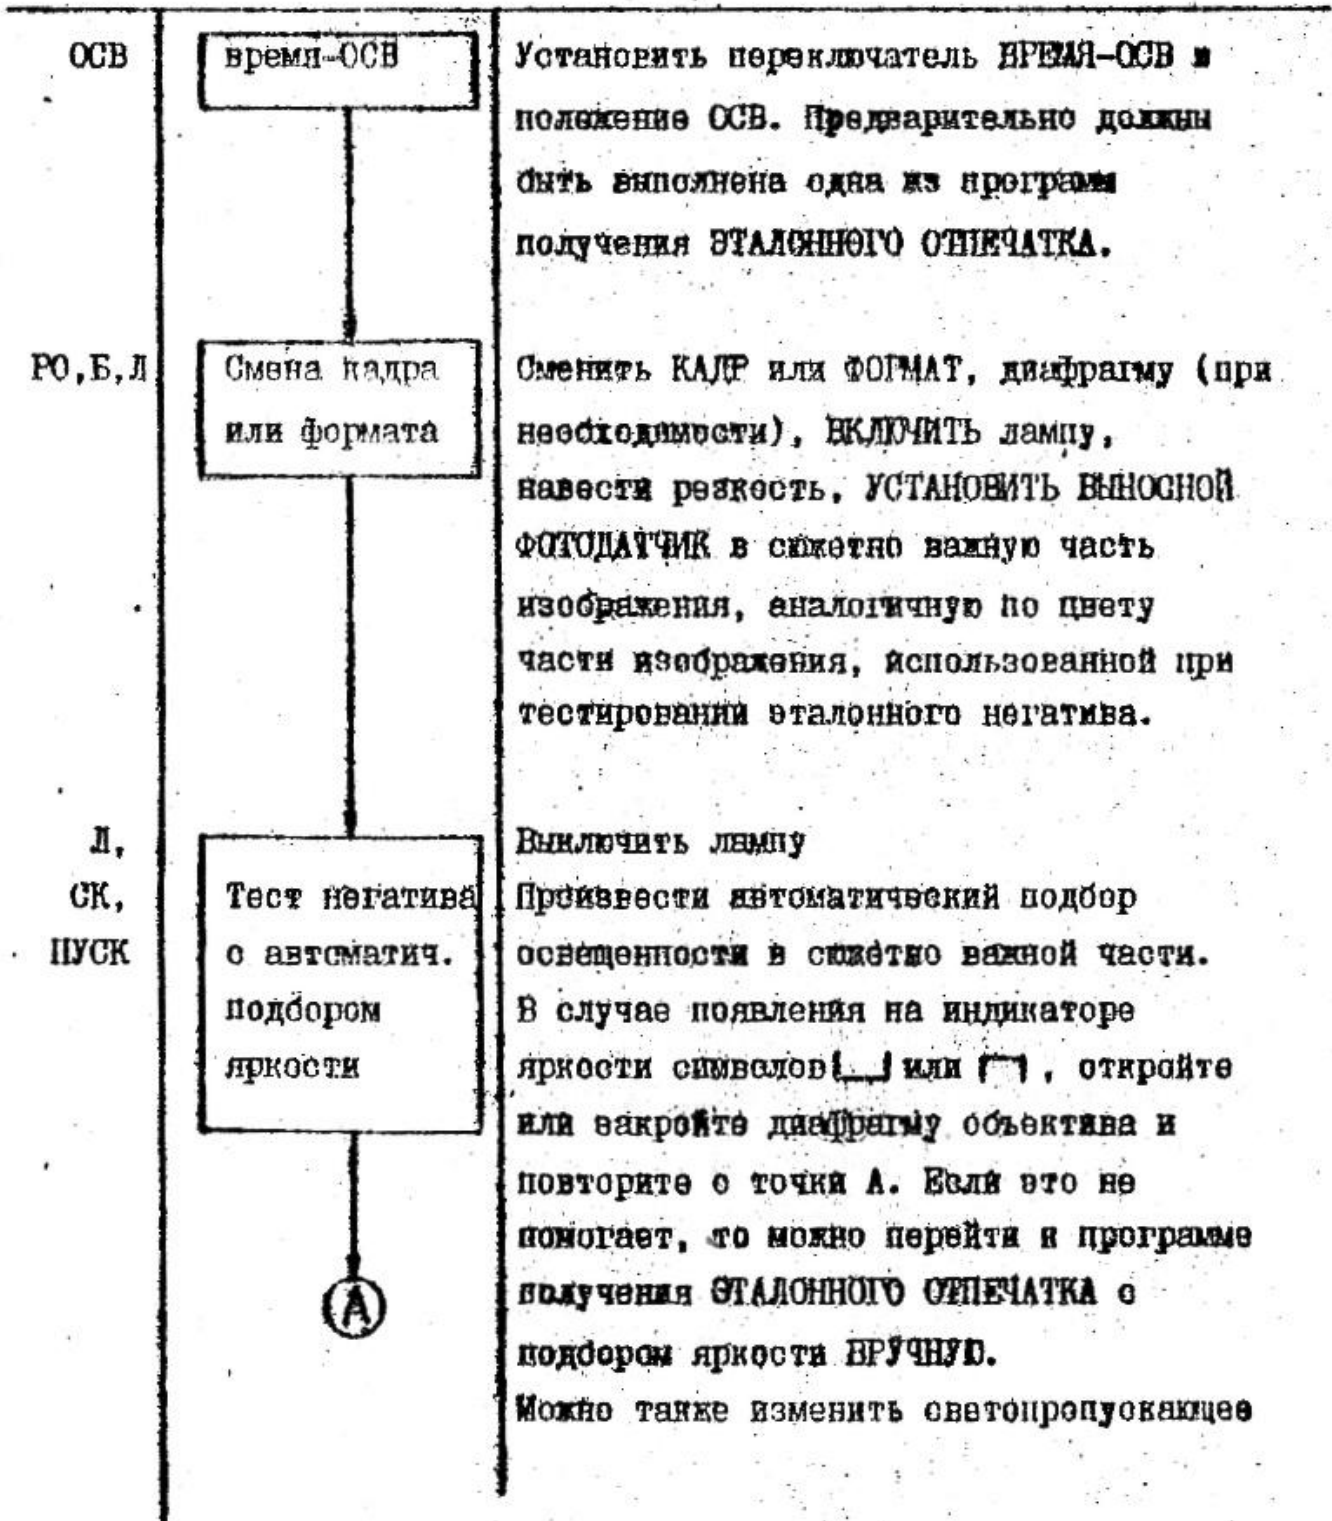 ОСВ
время-ОСВ
Установить переключатель ВРЕМЯ-ОСВ в
положение ОСВ. Предварительно должны
быть выполнена одна из программ
получения ЭТАЛОННОГО ОТПЕЧАТКА.
РО,Б,Л
Смена кадра
или формата
Сменить КАДР или ФОРМАТ, диафрагму (при
необходимости), ВКЛЮЧИТЬ лампу,
навести резкость, УСТАНОВИТЬ ВЫНОСНОЙ
ФОТОДАТЧИК в сюжетно важную часть
изображения, аналогичную по цвету
части изображения, использованной при
тестировании эталонного негатива.
Л,
СК,
ПУСК
Тест негатива
с автоматич.
подбором
яркости
Выключить лампу
Произвести автоматический подбор
освещенности в сюжетно важной части.
В случае появления на индикаторе
яркости символов или , откройте
или закройте диафрагму объектива и
повторите с точки А. Если это не
помогает, то можно перейти к программе
получения ЭТАЛОННОГО ОТПЕЧАТКА с
подбором яркости ВРУЧНУЮ.
Можно также изменить светопропускающее
А